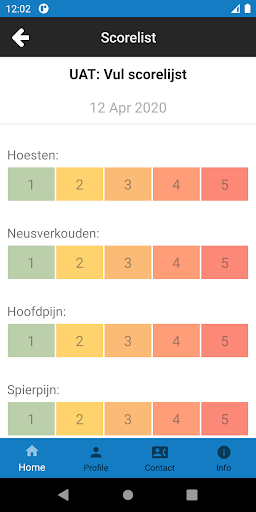 12:02
Scorelist
UAT: Vul scorelijst
12 Apr 2020
Hoesten:
1 2 3 4 5
Neusverkouden:
1 2 3 4 5
Hoofdpijn:
1 2 3 4 5
Spierpijn:
1 2 3 4 5
Home Profile Contact Info